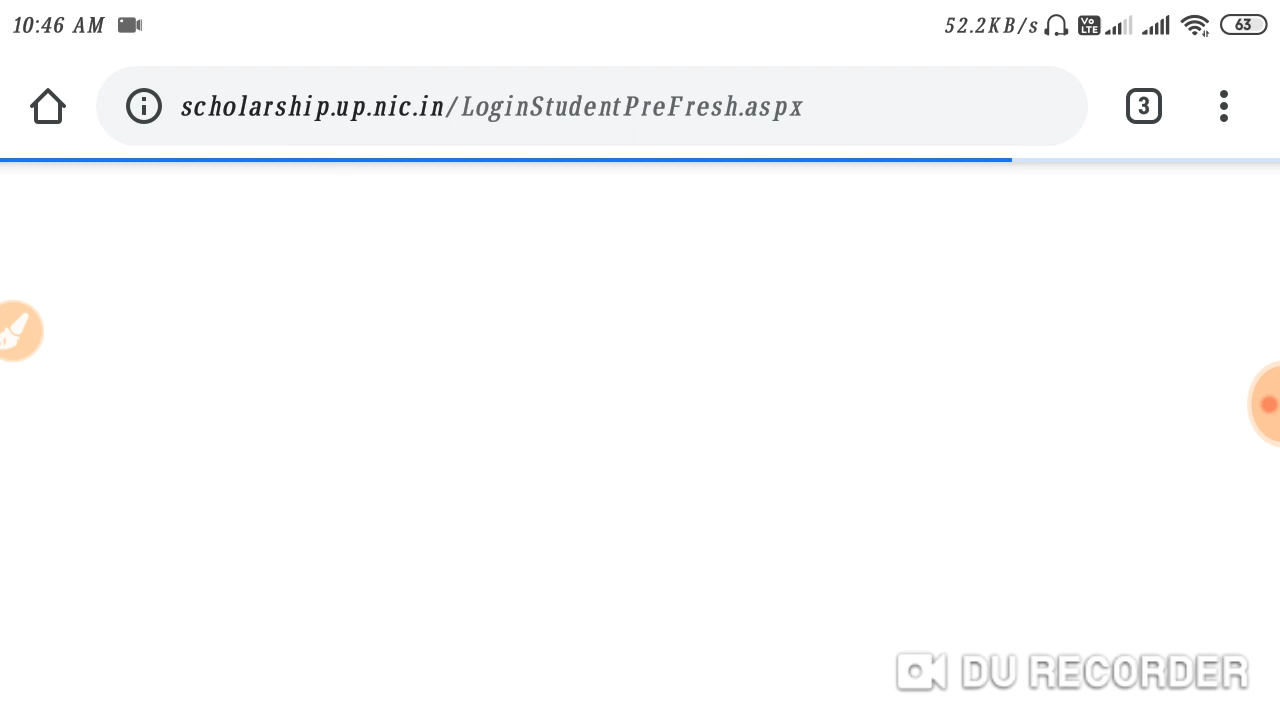 10:46 AM
52.2KB/s
Vo LTE
63
scholarship.up.nic.in/LoginStudentPreFresh.aspx
3
DU RECORDER